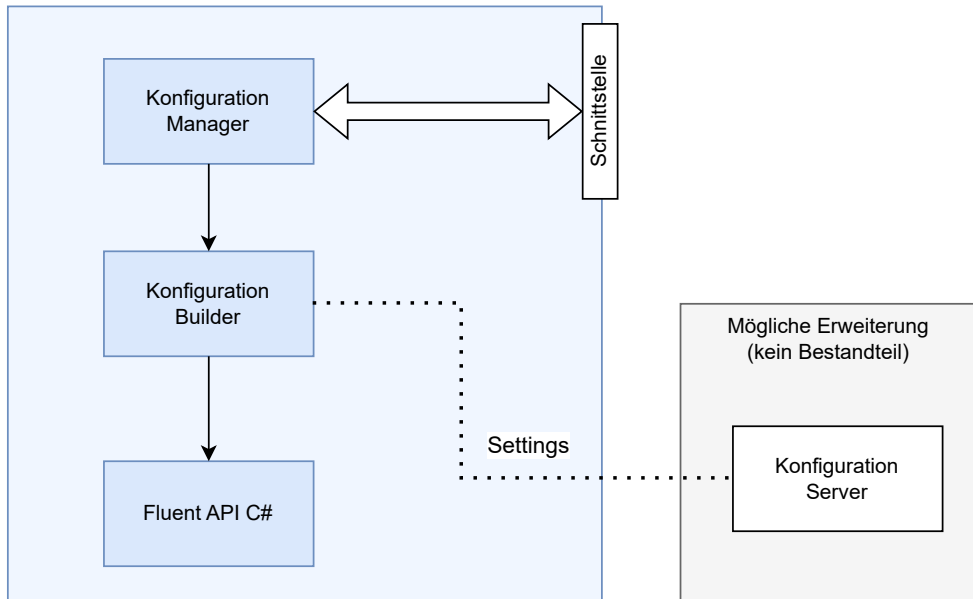 Konfiguration
Manager
Schnittstelle
Konfiguration
Builder
Mögliche Erweiterung
(kein Bestandteil)
Settings
Konfiguration
Server
Fluent API C#